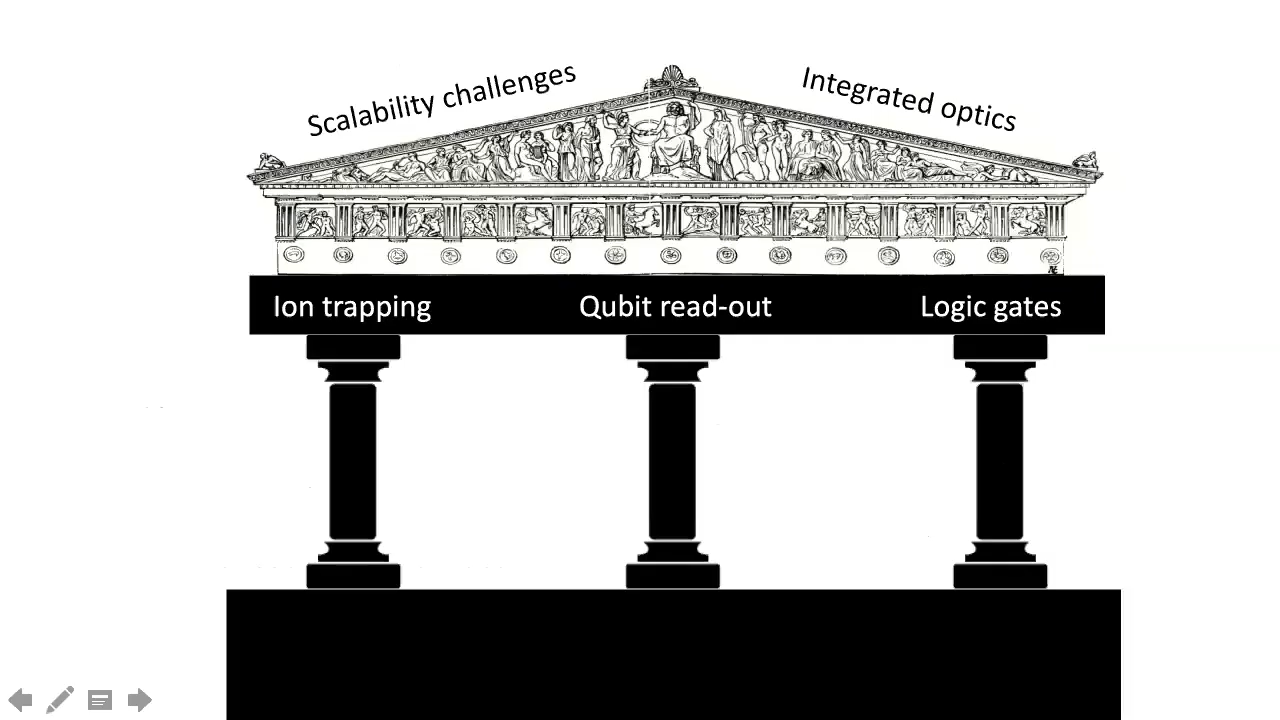 Scalability challenges
Integrated optics
Ion trapping
Qubit read-out
Logic gates